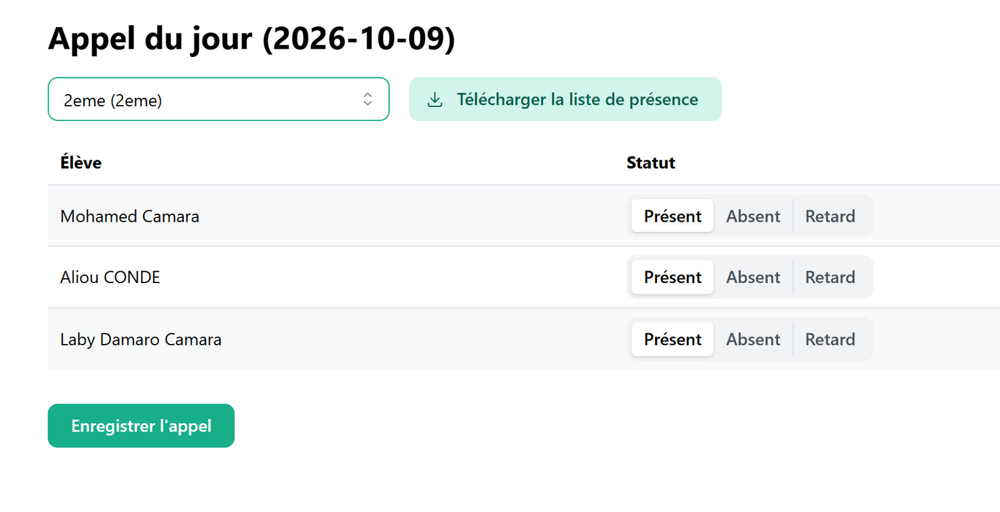 Appel du jour (2026-10-09)
2eme (2eme)
Télécharger la liste de présence
Élève Statut
Mohamed Camara Présent Absent Retard
Aliou CONDE Présent Absent Retard
Laby Damaro Camara Présent Absent Retard
Enregistrer l'appel